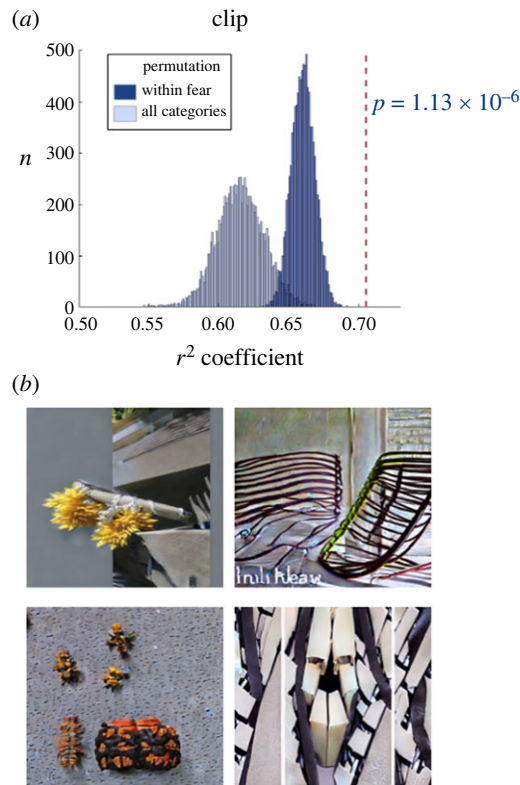 (a) clip
500
400
300
200
100
0
n
permutation
within fear
all categories
p = 1.13 × 10⁻⁶
0.50 0.55 0.60 0.65 0.70
r² coefficient
(b)